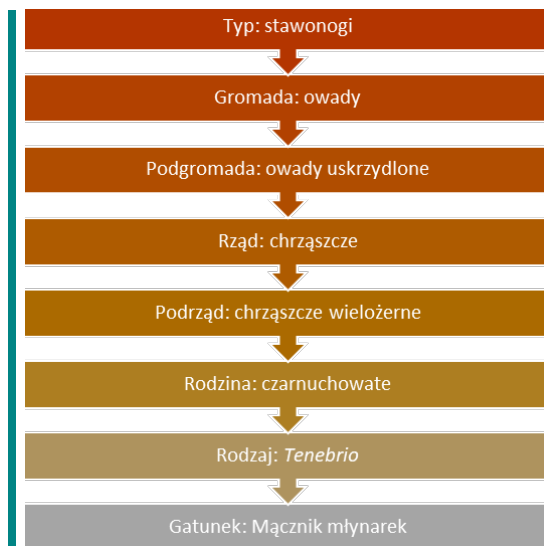 Typ: stawonogi
Gromada: owady
Podgromada: owady uskrzydlone
Rząd: chrząszcze
Podrząd: chrząszcze wielożerne
Rodzina: czarnuchowate
Rodzaj: Tenebrio
Gatunek: Mącznik młynarek